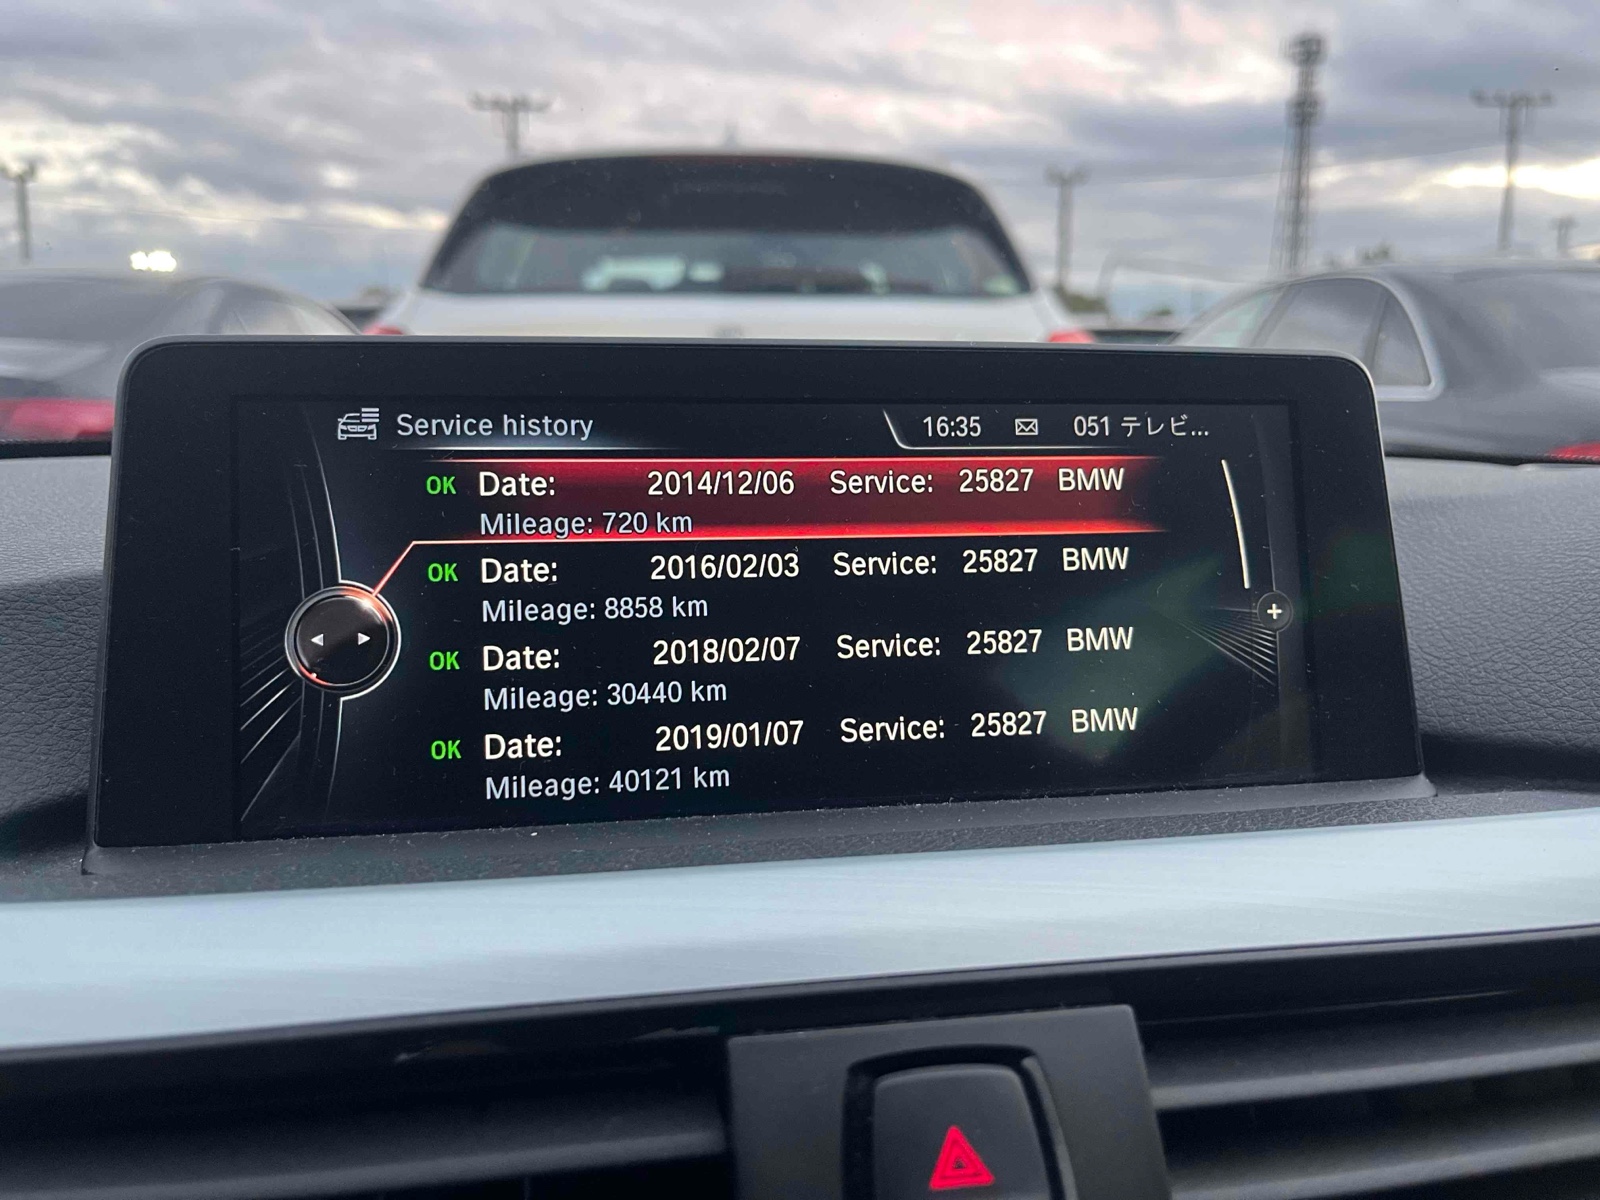 Service history 16:35 051 テレビ...
OK Date: 2014/12/06 Service: 25827 BMW
Mileage: 720 km
OK Date: 2016/02/03 Service: 25827 BMW
Mileage: 8858 km
OK Date: 2018/02/07 Service: 25827 BMW
Mileage: 30440 km
OK Date: 2019/01/07 Service: 25827 BMW
Mileage: 40121 km